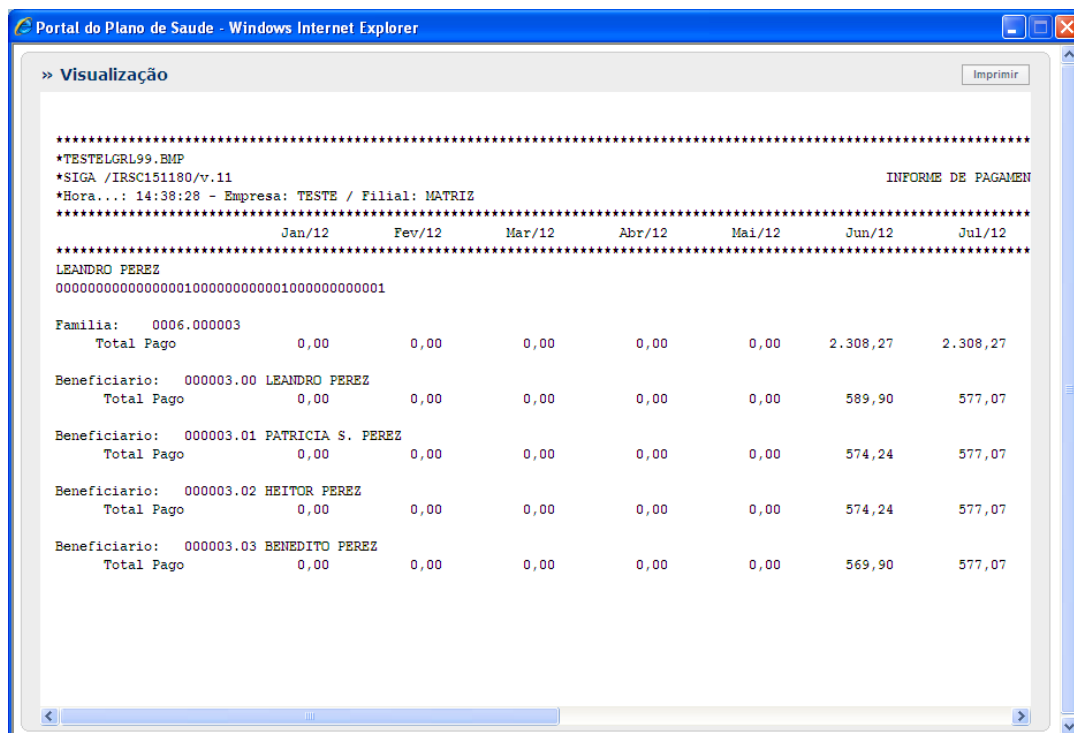 Portal do Plano de Saude - Windows Internet Explorer
» Visualização Imprimir
**************************************************************************************************************************
*TESTELGRL99.BMP
*SIGA /IRSC151180/v.11 INFORME DE PAGAMEN
*Hora...: 14:38:28 - Empresa: TESTE / Filial: MATRIZ
**************************************************************************************************************************
Jan/12 Fev/12 Mar/12 Abr/12 Mai/12 Jun/12 Jul/12
**************************************************************************************************************************
LEANDRO PEREZ
00000000000000001000000000001000000000001
Familia: 0006.000003
Total Pago 0,00 0,00 0,00 0,00 0,00 2.308,27 2.308,27
Beneficiario: 000003.00 LEANDRO PEREZ
Total Pago 0,00 0,00 0,00 0,00 0,00 589,90 577,07
Beneficiario: 000003.01 PATRICIA S. PEREZ
Total Pago 0,00 0,00 0,00 0,00 0,00 574,24 577,07
Beneficiario: 000003.02 HEITOR PEREZ
Total Pago 0,00 0,00 0,00 0,00 0,00 574,24 577,07
Beneficiario: 000003.03 BENEDITO PEREZ
Total Pago 0,00 0,00 0,00 0,00 0,00 569,90 577,07